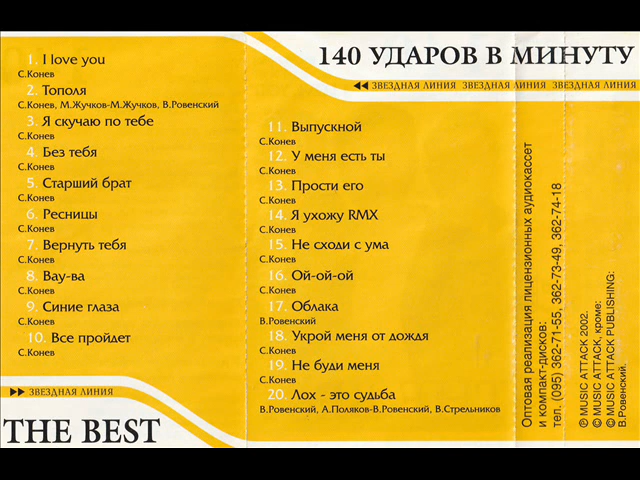 1. I love you
С.Конев
2. Тополя
С.Конев, М.Жучков-М.Жучков, В.Ровенский
3. Я скучаю по тебе
С.Конев
4. Без тебя
С.Конев
5. Старший брат
С.Конев
6. Ресницы
С.Конев
7. Вернуть тебя
С.Конев
8. Вау-ва
С.Конев
9. Синие глаза
С.Конев
10. Все пройдет
С.Конев
▶▶ ЗВЕЗДНАЯ ЛИНИЯ
THE BEST
140 УДАРОВ В МИНУТУ
◀◀ ЗВЕЗДНАЯ ЛИНИЯ ЗВЕЗДНАЯ ЛИНИЯ ЗВЕЗДНАЯ ЛИНИЯ
11. Выпускной
С.Конев
12. У меня есть ты
С.Конев
13. Прости его
С.Конев
14. Я ухожу RMX
С.Конев
15. Не сходи с ума
С.Конев
16. Ой-ой-ой
С.Конев
17. Облака
В.Ровенский
18. Укрой меня от дождя
С.Конев
19. Не буди меня
С.Конев
20. Лох - это судьба
В.Ровенский, А.Поляков-В.Ровенский, В.Стрельников
Оптовая реализация лицензионных аудиокассет
и компакт-дисков:
тел. (095) 362-71-55, 362-73-49, 362-74-18
℗ MUSIC ATTACK 2002.
© MUSIC ATTACK, кроме:
© MUSIC ATTACK PUBLISHING:
В.Ровенский,